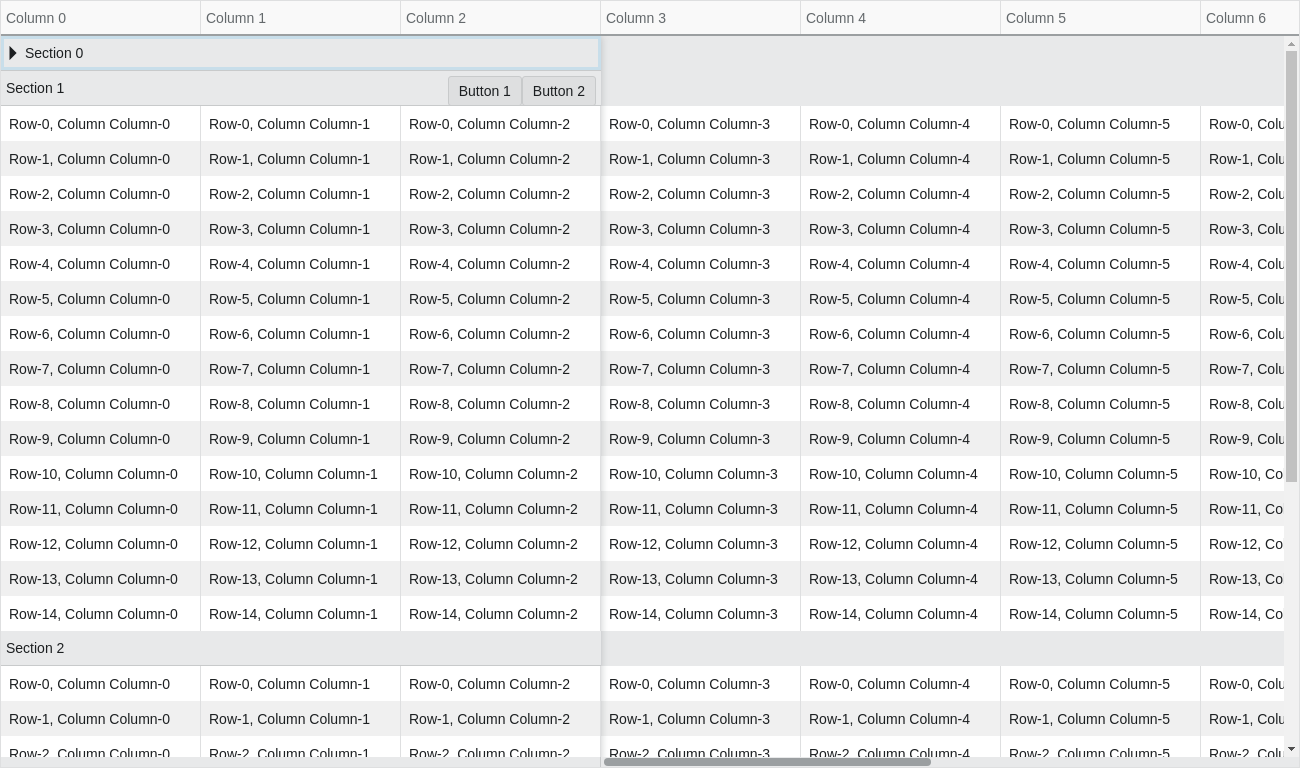 Column 0 Column 1 Column 2 Column 3 Column 4 Column 5 Column 6
Section 0
Section 1 Button 1 Button 2
Row-0, Column Column-0 Row-0, Column Column-1 Row-0, Column Column-2 Row-0, Column Column-3 Row-0, Column Column-4 Row-0, Column Column-5 Row-0, Colu
Row-1, Column Column-0 Row-1, Column Column-1 Row-1, Column Column-2 Row-1, Column Column-3 Row-1, Column Column-4 Row-1, Column Column-5 Row-1, Colu
Row-2, Column Column-0 Row-2, Column Column-1 Row-2, Column Column-2 Row-2, Column Column-3 Row-2, Column Column-4 Row-2, Column Column-5 Row-2, Colu
Row-3, Column Column-0 Row-3, Column Column-1 Row-3, Column Column-2 Row-3, Column Column-3 Row-3, Column Column-4 Row-3, Column Column-5 Row-3, Colu
Row-4, Column Column-0 Row-4, Column Column-1 Row-4, Column Column-2 Row-4, Column Column-3 Row-4, Column Column-4 Row-4, Column Column-5 Row-4, Colu
Row-5, Column Column-0 Row-5, Column Column-1 Row-5, Column Column-2 Row-5, Column Column-3 Row-5, Column Column-4 Row-5, Column Column-5 Row-5, Colu
Row-6, Column Column-0 Row-6, Column Column-1 Row-6, Column Column-2 Row-6, Column Column-3 Row-6, Column Column-4 Row-6, Column Column-5 Row-6, Colu
Row-7, Column Column-0 Row-7, Column Column-1 Row-7, Column Column-2 Row-7, Column Column-3 Row-7, Column Column-4 Row-7, Column Column-5 Row-7, Colu
Row-8, Column Column-0 Row-8, Column Column-1 Row-8, Column Column-2 Row-8, Column Column-3 Row-8, Column Column-4 Row-8, Column Column-5 Row-8, Colu
Row-9, Column Column-0 Row-9, Column Column-1 Row-9, Column Column-2 Row-9, Column Column-3 Row-9, Column Column-4 Row-9, Column Column-5 Row-9, Colu
Row-10, Column Column-0 Row-10, Column Column-1 Row-10, Column Column-2 Row-10, Column Column-3 Row-10, Column Column-4 Row-10, Column Column-5 Row-10, Co
Row-11, Column Column-0 Row-11, Column Column-1 Row-11, Column Column-2 Row-11, Column Column-3 Row-11, Column Column-4 Row-11, Column Column-5 Row-11, Co
Row-12, Column Column-0 Row-12, Column Column-1 Row-12, Column Column-2 Row-12, Column Column-3 Row-12, Column Column-4 Row-12, Column Column-5 Row-12, Co
Row-13, Column Column-0 Row-13, Column Column-1 Row-13, Column Column-2 Row-13, Column Column-3 Row-13, Column Column-4 Row-13, Column Column-5 Row-13, Co
Row-14, Column Column-0 Row-14, Column Column-1 Row-14, Column Column-2 Row-14, Column Column-3 Row-14, Column Column-4 Row-14, Column Column-5 Row-14, Co
Section 2
Row-0, Column Column-0 Row-0, Column Column-1 Row-0, Column Column-2 Row-0, Column Column-3 Row-0, Column Column-4 Row-0, Column Column-5 Row-0, Colu
Row-1, Column Column-0 Row-1, Column Column-1 Row-1, Column Column-2 Row-1, Column Column-3 Row-1, Column Column-4 Row-1, Column Column-5 Row-1, Colu
Row-2, Column Column-0 Row-2, Column Column-1 Row-2, Column Column-2 Row-2, Column Column-3 Row-2, Column Column-4 Row-2, Column Column-5 Row-2, Colu